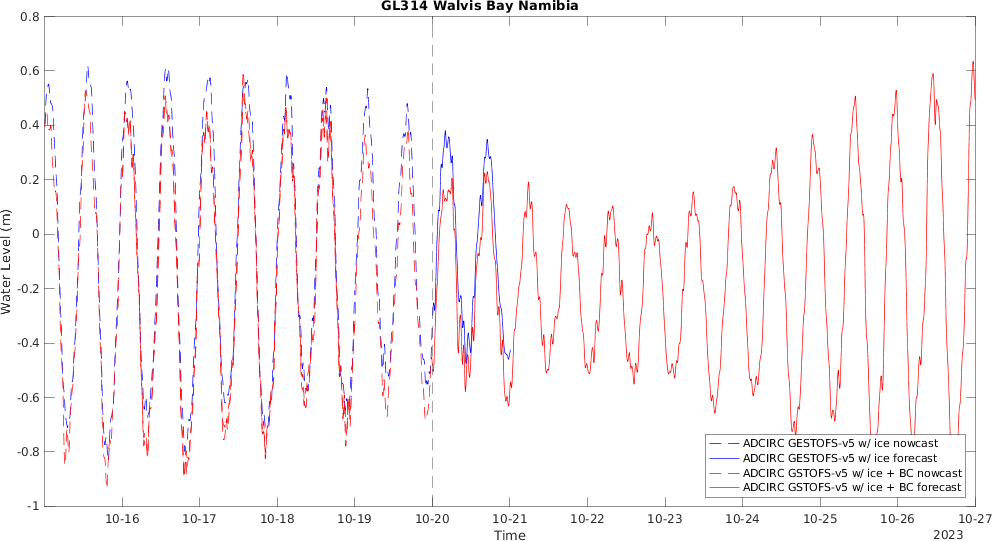 GL314 Walvis Bay Namibia
0.8
0.6
0.4
0.2
0
-0.2
-0.4
-0.6
-0.8
-1
Water Level (m)
10-16 10-17 10-18 10-19 10-20 10-21 10-22 10-23 10-24 10-25 10-26 10-27
Time
2023
ADCIRC GESTOFS-v5 w/ ice nowcast
ADCIRC GESTOFS-v5 w/ ice forecast
ADCIRC GSTOFS-v5 w/ ice + BC nowcast
ADCIRC GSTOFS-v5 w/ ice + BC forecast